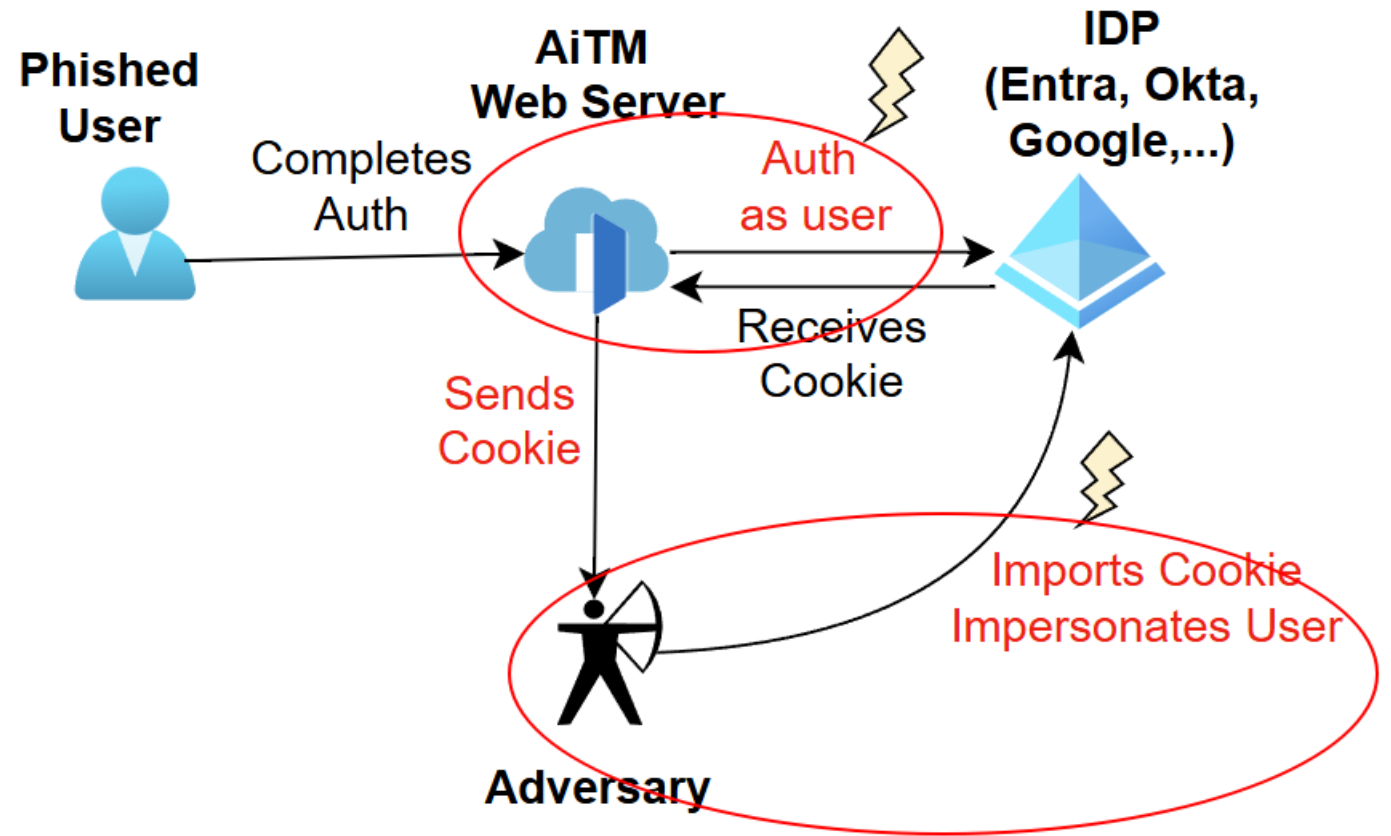 Phished
User
AiTM
Web Server
IDP
(Entra, Okta,
Google,...)
Completes
Auth
Auth
as user
Receives
Cookie
Sends
Cookie
Imports Cookie
Impersonates User
Adversary